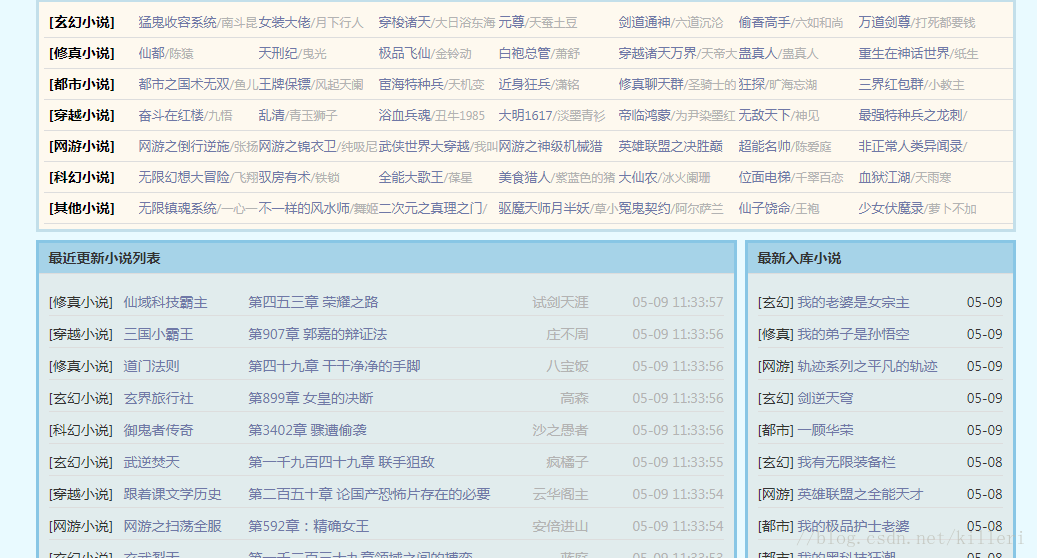 [玄幻小说] 猛鬼收容系统/南斗昆 女装大佬/月下行人 穿梭诸天/大日浴东海 元尊/天蚕土豆 剑道通神/六道沉沦 偷香高手/六如和尚 万道剑尊/打死都要钱
[修真小说] 仙都/陈猿 天刑纪/曳光 极品飞仙/金铃动 白袍总管/萧舒 穿越诸天万界/天帝大 蛊真人/蛊真人 重生在神话世界/纸生
[都市小说] 都市之国术无双/鱼儿 王牌保镖/风起天阑 宦海特种兵/天机变 近身狂兵/潇铭 修真聊天群/圣骑士的 狂探/旷海忘湖 三界红包群/小教主
[穿越小说] 奋斗在红楼/九悟 乱清/青玉狮子 浴血兵魂/丑牛1985 大明1617/淡墨青衫 帝临鸿蒙/为尹染墨红 无敌天下/神见 最强特种兵之龙刺/
[网游小说] 网游之倒行逆施/张扬 网游之锦衣卫/纯吸尼 武侠世界大穿越/我叫 网游之神级机械猎 英雄联盟之决胜巅 超能名帅/陈爱庭 非正常人类异闻录/
[科幻小说] 无限幻想大冒险/飞翔 驭房有术/铁锁 全能大歌王/葆星 美食猎人/紫蓝色的猪 大仙农/冰火阑珊 位面电梯/千翠百恋 血狱江湖/天雨寒
[其他小说] 无限镇魂系统/一心一 不一样的风水师/舞姬 二次元之真理之门/ 驱魔天师月半妖/草小 冤鬼契约/阿尔萨兰 仙子饶命/王袍 少女伏魔录/萝卜不加
最近更新小说列表
[修真小说] 仙域科技霸主 第四五三章 荣耀之路 试剑天涯 05-09 11:33:57
[穿越小说] 三国小霸王 第907章 郭嘉的辩证法 庄不周 05-09 11:33:56
[修真小说] 道门法则 第四十九章 干干净净的手脚 八宝饭 05-09 11:33:56
[玄幻小说] 玄界旅行社 第899章 女皇的决断 高森 05-09 11:33:56
[科幻小说] 御鬼者传奇 第3402章 骤遭偷袭 沙之愚者 05-09 11:33:56
[玄幻小说] 武逆焚天 第一千九百四十九章 联手狙敌 疯橘子 05-09 11:33:55
[穿越小说] 跟着课文学历史 第二百五十章 论国产恐怖片存在的必要 云华阁主 05-09 11:33:54
[网游小说] 网游之扫荡全服 第592章：精确女王 安倍进山 05-09 11:33:54
最新入库小说
[玄幻] 我的老婆是女宗主 05-09
[修真] 我的弟子是孙悟空 05-09
[网游] 轨迹系列之平凡的轨迹 05-09
[玄幻] 剑逆天穹 05-09
[都市] 一顾华荣 05-09
[玄幻] 我有无限装备栏 05-08
[网游] 英雄联盟之全能天才 05-08
[都市] 我的极品护士老婆 05-08
//blog.csdn.net/killeri